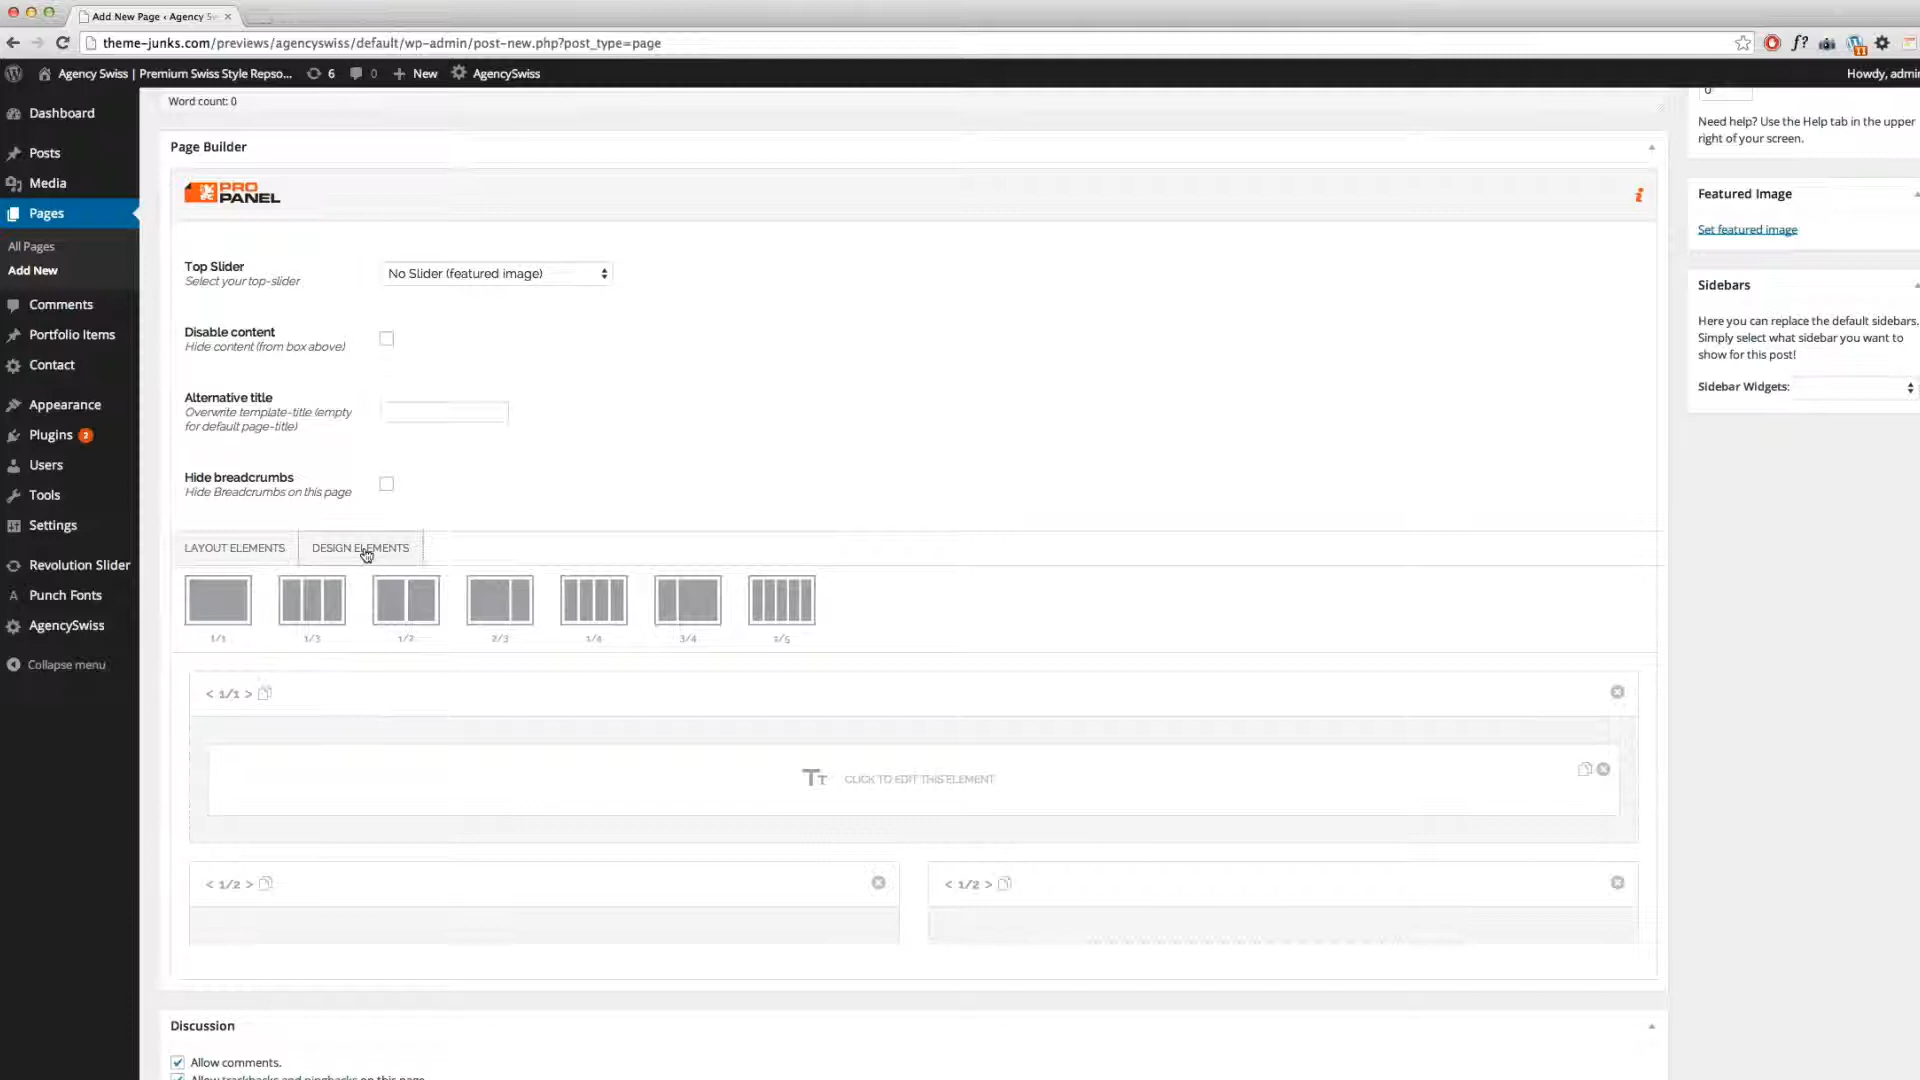 Add New Page ‹ Agency Sw
theme-junks.com/previews/agencyswiss/default/wp-admin/post-new.php?post_type=page
Agency Swiss | Premium Swiss Style Repso... 6 0 New AgencySwiss
Howdy, admin
Dashboard
Posts
Media
Pages
All Pages
Add New
Comments
Portfolio Items
Contact
Appearance
Plugins 2
Users
Tools
Settings
Revolution Slider
Punch Fonts
AgencySwiss
Collapse menu
Word count: 0
Page Builder
PRO
PANEL
Top Slider
Select your top-slider
No Slider (featured image)
Disable content
Hide content (from box above)
Alternative title
Overwrite template-title (empty
for default page-title)
Hide breadcrumbs
Hide Breadcrumbs on this page
LAYOUT ELEMENTS
DESIGN ELEMENTS
1/1
1/3
1/2
2/3
1/4
3/4
1/5
< 1/1 >
CLICK TO EDIT THIS ELEMENT
< 1/2 >
< 1/2 >
Discussion
Allow comments.
Allow trackbacks and pingbacks on this page.
0
Need help? Use the Help tab in the upper
right of your screen.
Featured Image
Set featured image
Sidebars
Here you can replace the default sidebars.
Simply select what sidebar you want to
show for this post!
Sidebar Widgets: